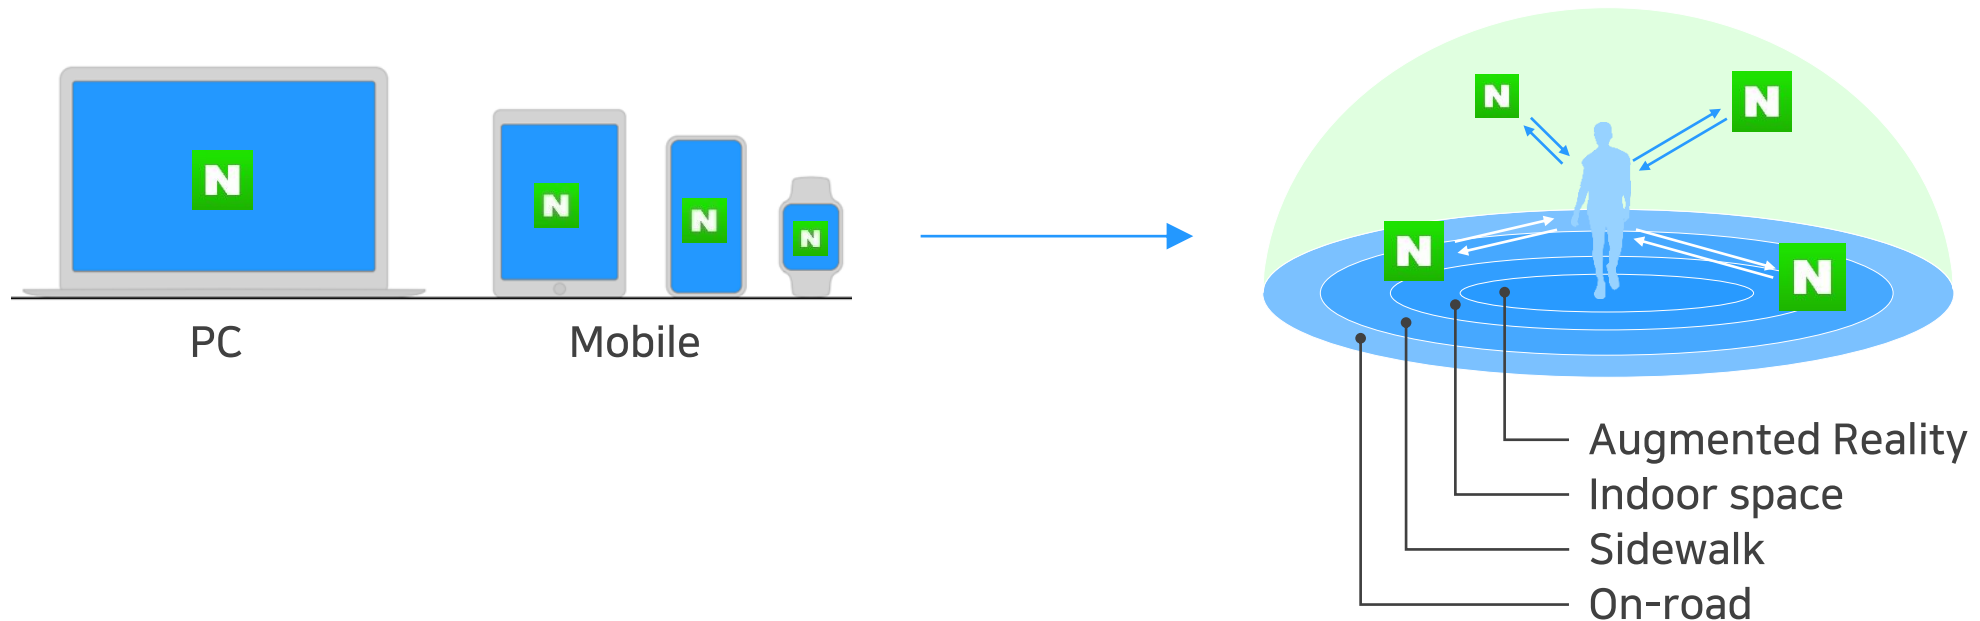 N
N
N
N
PC
Mobile
N
N
N
N
Augmented Reality
Indoor space
Sidewalk
On-road